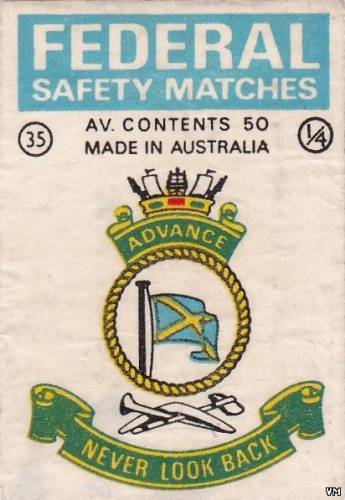 FEDERAL
SAFETY MATCHES
35
AV. CONTENTS 50
1/4
MADE IN AUSTRALIA
ADVANCE
NEVER LOOK BACK
VM